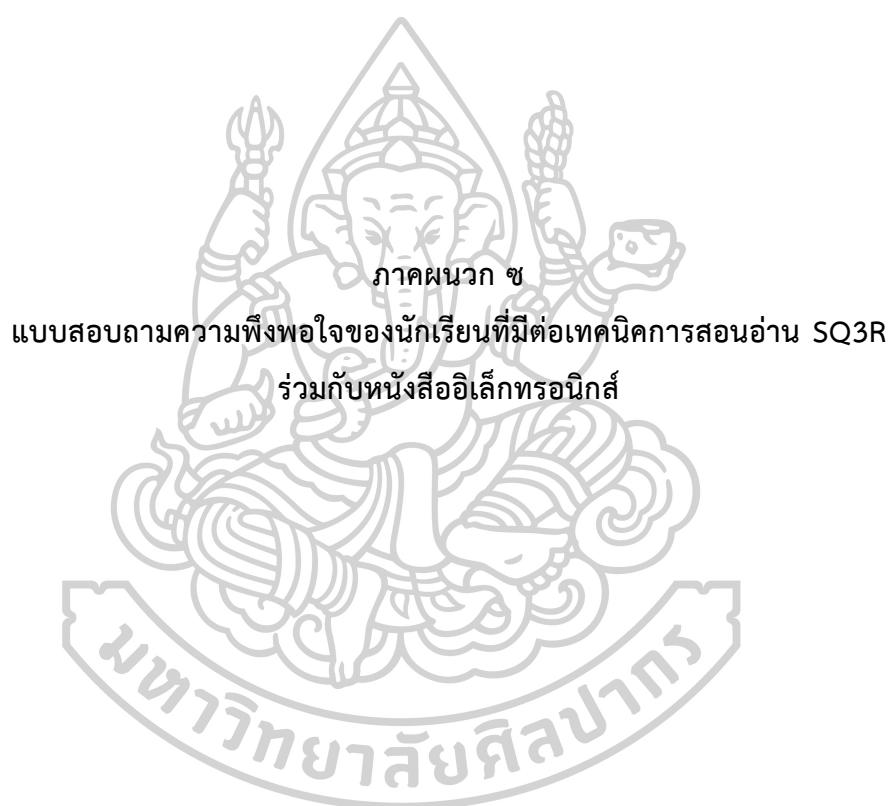 ภาคผนวก ซ
แบบสอบถามความพึงพอใจของนักเรียนที่มีต่อเทคนิคการสอนอ่าน SQ3R
ร่วมกับหนังสืออิเล็กทรอนิกส์
มหาวิทยาลัยศิลปากร